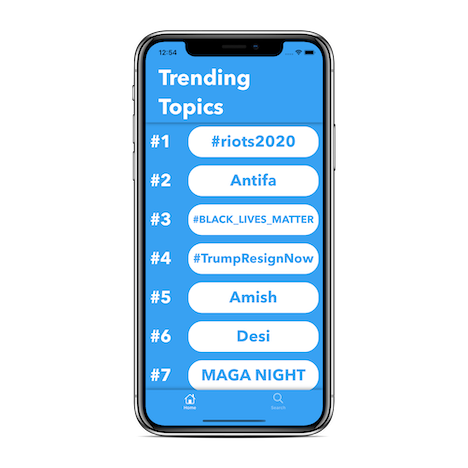 12:54
Trending
Topics
#1 #riots2020
#2 Antifa
#3 #BLACK_LIVES_MATTER
#4 #TrumpResignNow
#5 Amish
#6 Desi
#7 MAGA NIGHT
Home Search